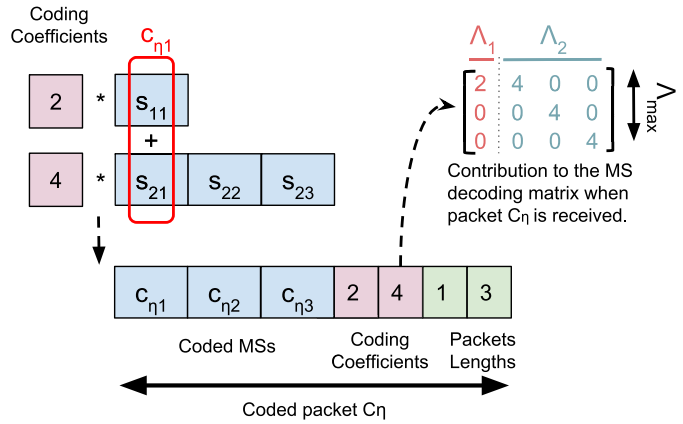 Coding
Coefficients
cη1
2 * s11
+
4 * s21 s22 s23
Λ1 Λ2
2 4 0 0
0 0 4 0
0 0 0 4
Λmax
Contribution to the MS
decoding matrix when
packet Cη is received.
cη1 cη2 cη3 2 4 1 3
Coded MSs
Coding
Coefficients
Packets
Lengths
Coded packet Cη